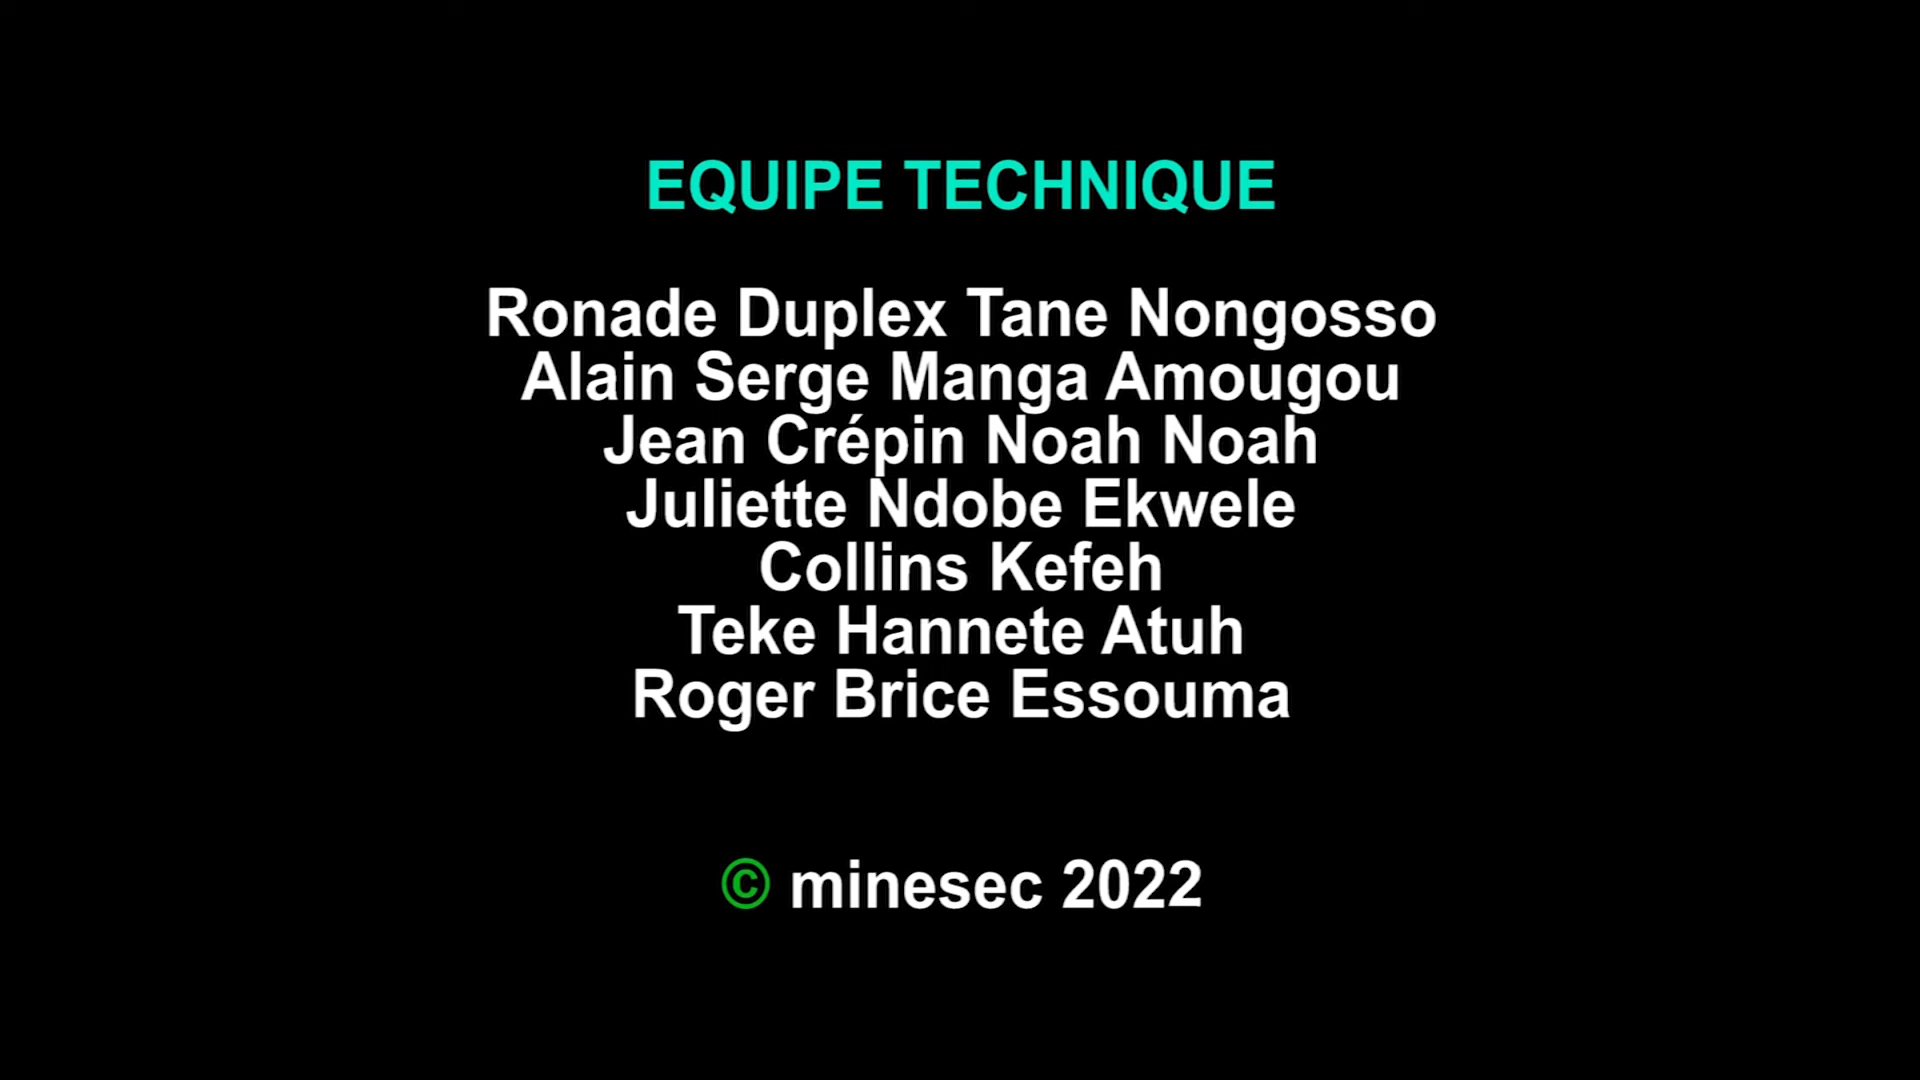 EQUIPE TECHNIQUE
Ronade Duplex Tane Nongosso
Alain Serge Manga Amougou
Jean Crépin Noah Noah
Juliette Ndobe Ekwele
Collins Kefeh
Teke Hannete Atuh
Roger Brice Essouma
© minesec 2022